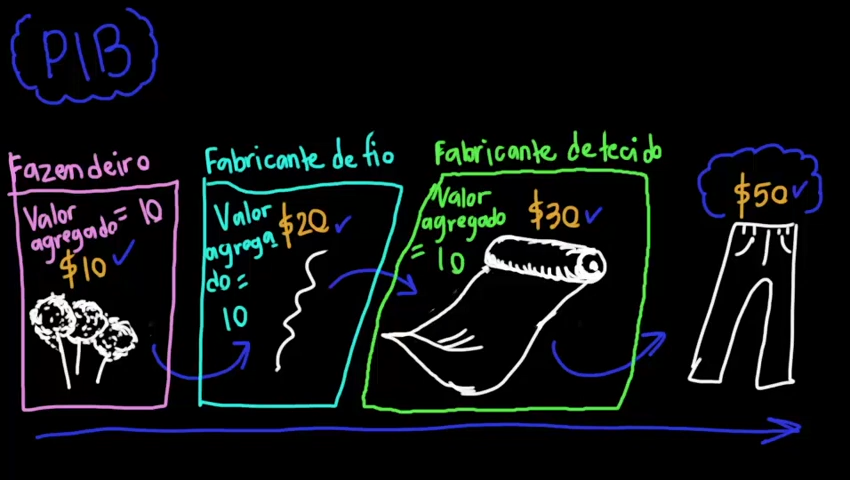 PIB
Fazendeiro
Valor
agregado = 10
$10
Fabricante de fio
Valor
agrega
do =
10
$20
Fabricante de tecido
Valor
agregado
= 10
$30
$50